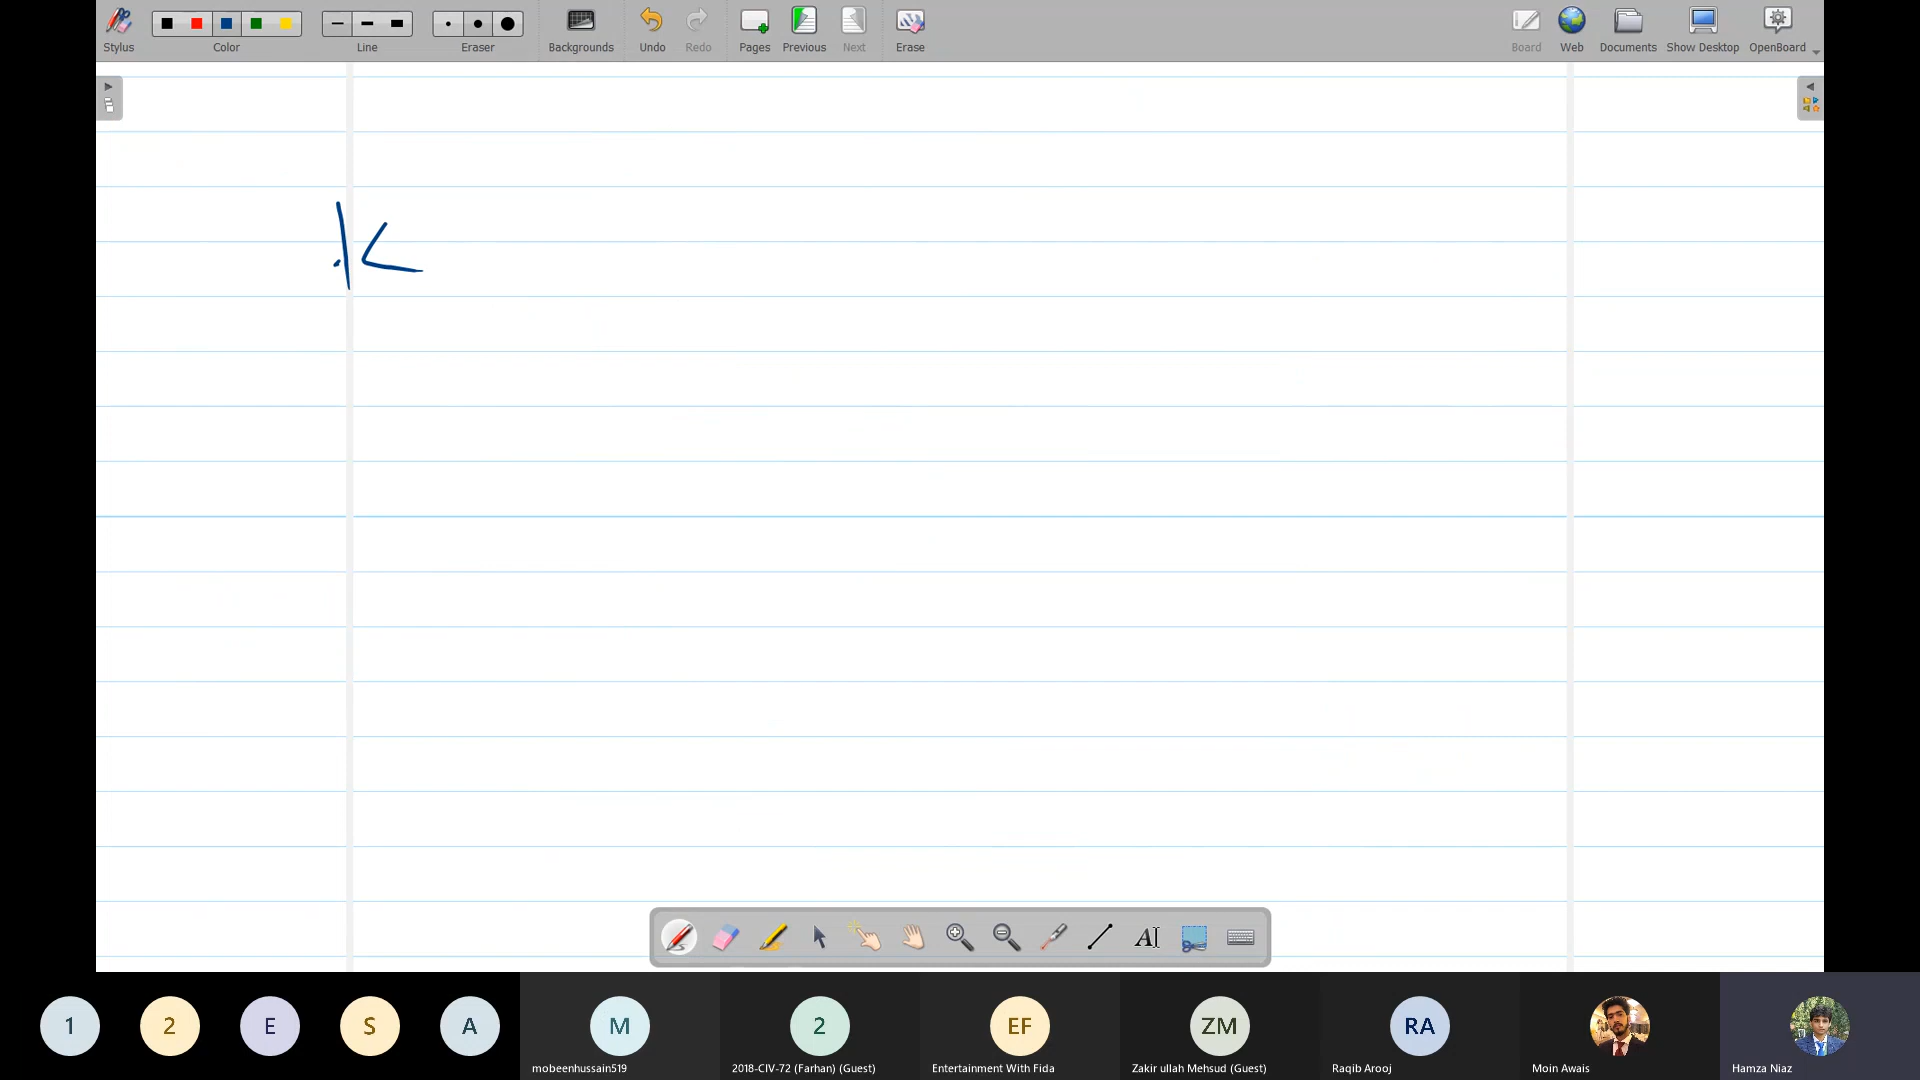 Stylus Color Line Eraser Backgrounds Undo Redo Pages Previous Next Erase Board Web Documents Show Desktop OpenBoard
K
A
1 2 E S A M 2 EF ZM RA
mobeenhussain519 2018-CIV-72 (Farhan) (Guest) Entertainment With Fida Zakir ullah Mehsud (Guest) Raqib Arooj Moin Awais Hamza Niaz